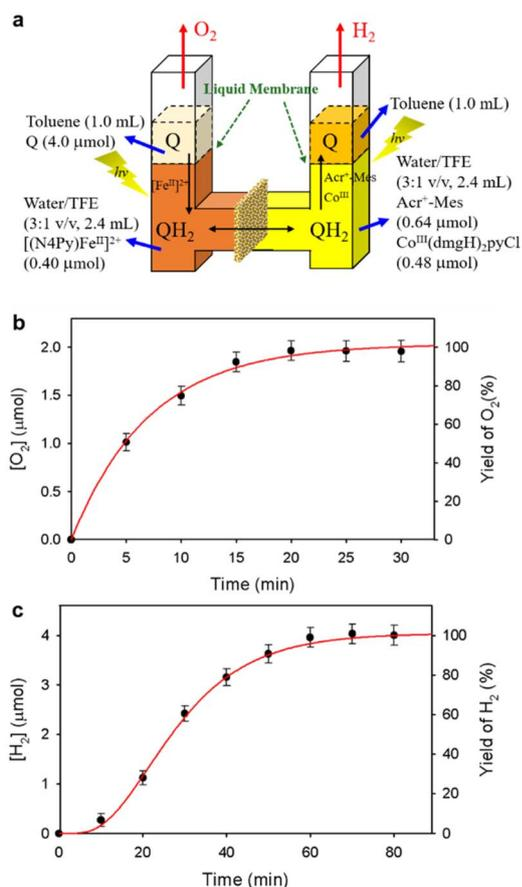 a
O₂
H₂
Liquid Membrane
Toluene (1.0 mL)
Q (4.0 μmol)
hν
Water/TFE
(3:1 v/v, 2.4 mL)
[(N4Py)Feᴵᴵ]²⁺
(0.40 μmol)
Q
[Feᴵᴵ]²⁺
QH₂
Q
Acr⁺-Mes
Coᴵᴵᴵ
QH₂
Toluene (1.0 mL)
hν
Water/TFE
(3:1 v/v, 2.4 mL)
Acr⁺-Mes
(0.64 μmol)
Coᴵᴵᴵ(dmgH)₂pyCl
(0.48 μmol)
b
[O₂] (μmol)
2.0
1.5
1.0
0.5
0.0
100
80
60
40
20
0
Yield of O₂(%)
0 5 10 15 20 25 30
Time (min)
c
[H₂] (μmol)
4
3
2
1
0
100
80
60
40
20
0
Yield of H₂ (%)
0 20 40 60 80
Time (min)